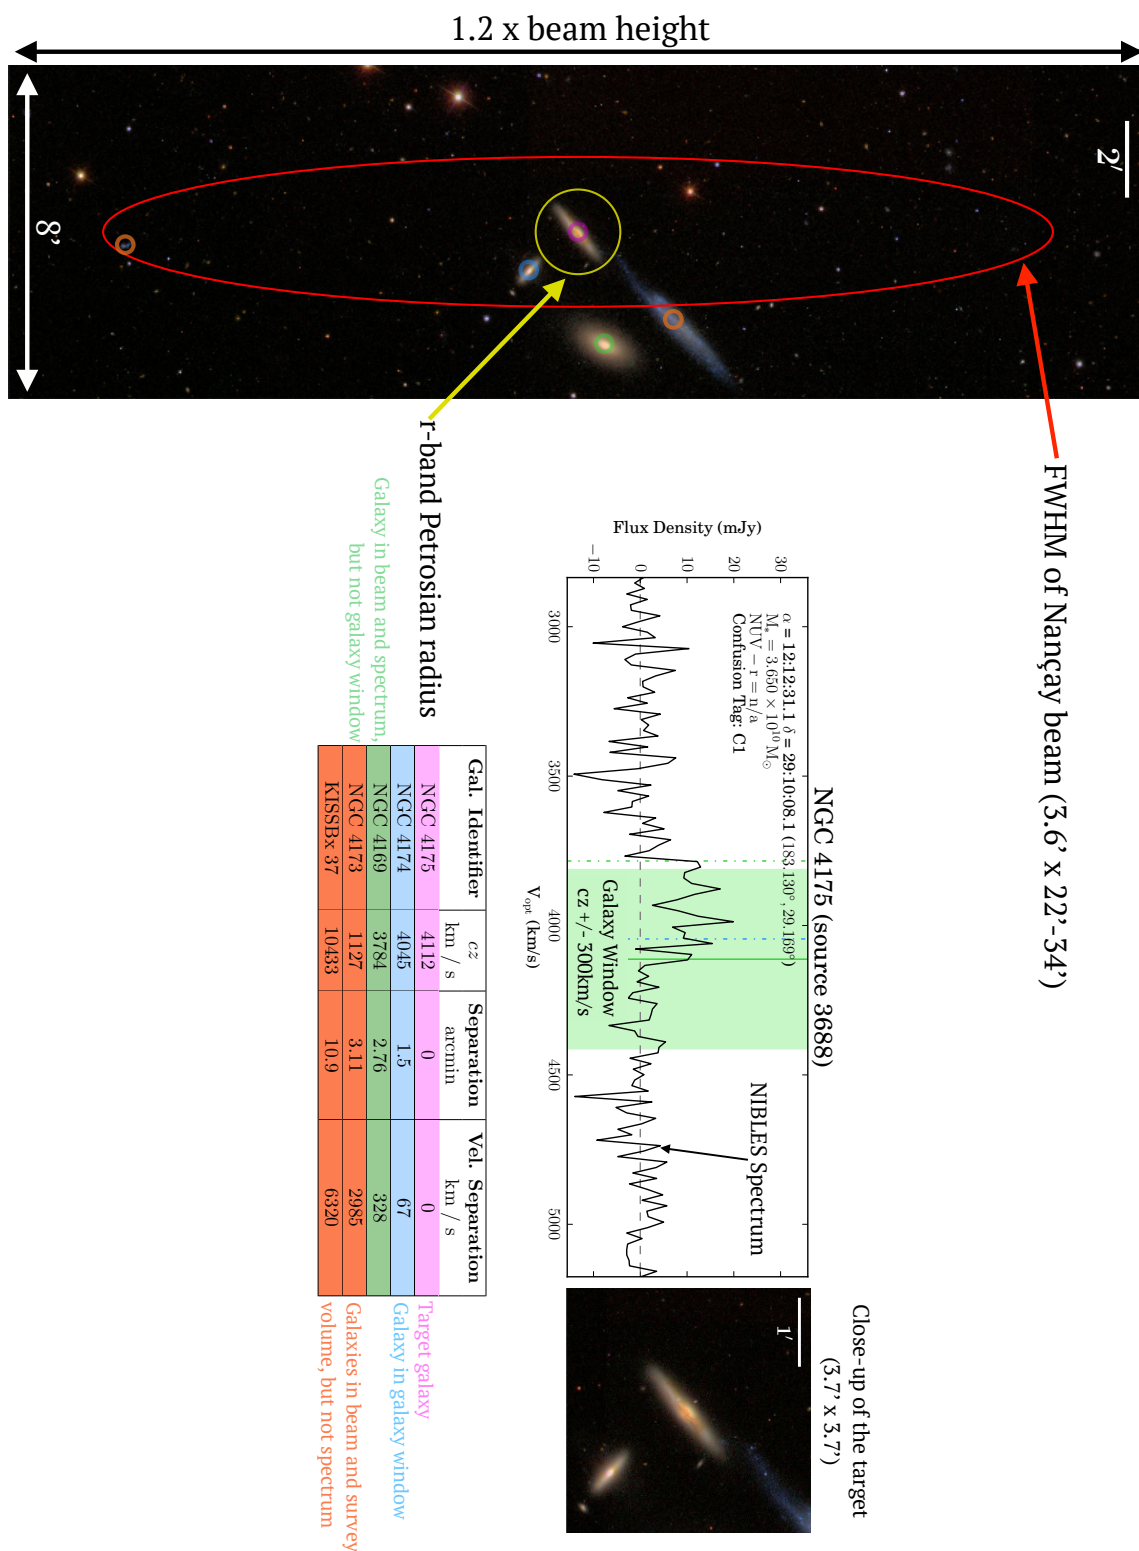 1.2 x beam height
2'
8'
FWHM of Nançay beam (3.6' x 22'-34')
r-band Petrosian radius
NGC 4175 (source 3688)
α = 12:12:31.1 δ = 29:10:08.1 (183.130°, 29.169°)
M⁎ = 3.650 × 10¹⁰ M☉
NUV − r = n/a
Confusion Tag: C1
NIBLES Spectrum
Galaxy Window
cz +/- 300km/s
Flux Density (mJy)
30
20
10
0
−10
3000
3500
4000
4500
5000
V_opt (km/s)
Close-up of the target
(3.7' x 3.7')
1'
Gal. Identifier cz Separation Vel. Separation
km / s arcmin km / s
NGC 4175 4112 0 0
NGC 4174 4045 1.5 67
NGC 4169 3784 2.76 328
NGC 4173 1127 3.11 2985
KISSBx 37 10433 10.9 6320
Galaxy in beam and spectrum,
but not galaxy window
Target galaxy
Galaxy in galaxy window
Galaxies in beam and survey
volume, but not spectrum